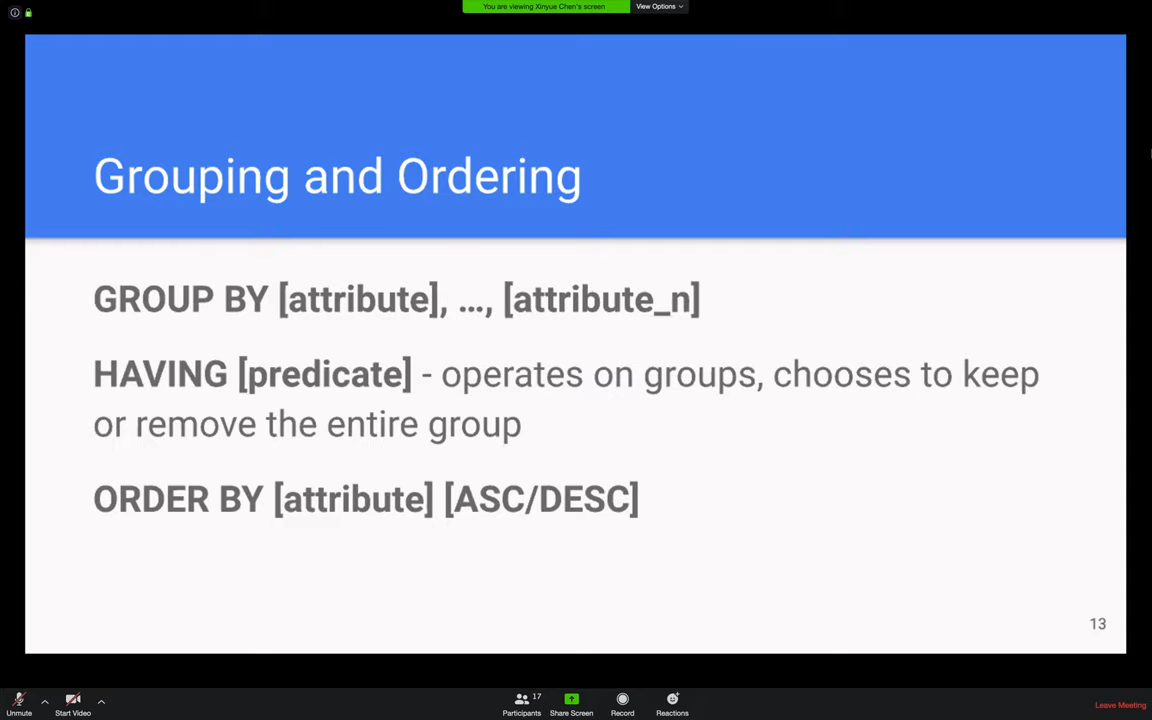 You are viewing Xinyue Chen's screen
View Options
Grouping and Ordering
GROUP BY [attribute], ..., [attribute_n]
HAVING [predicate] - operates on groups, chooses to keep
or remove the entire group
ORDER BY [attribute] [ASC/DESC]
13
Unmute
Start Video
17
Participants
Share Screen
Record
Reactions
Leave Meeting